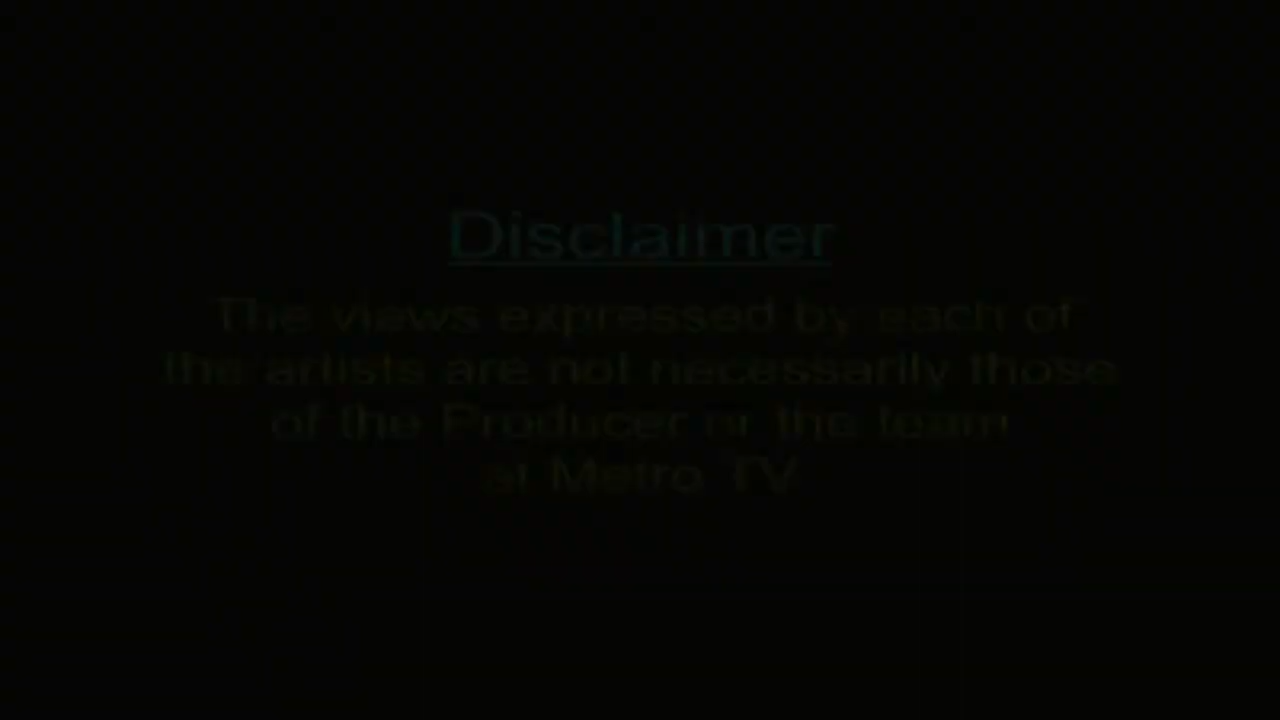 Disclaimer
The views expressed by each of
the artists are not necessarily those
of the Producer or the team
at Metro TV